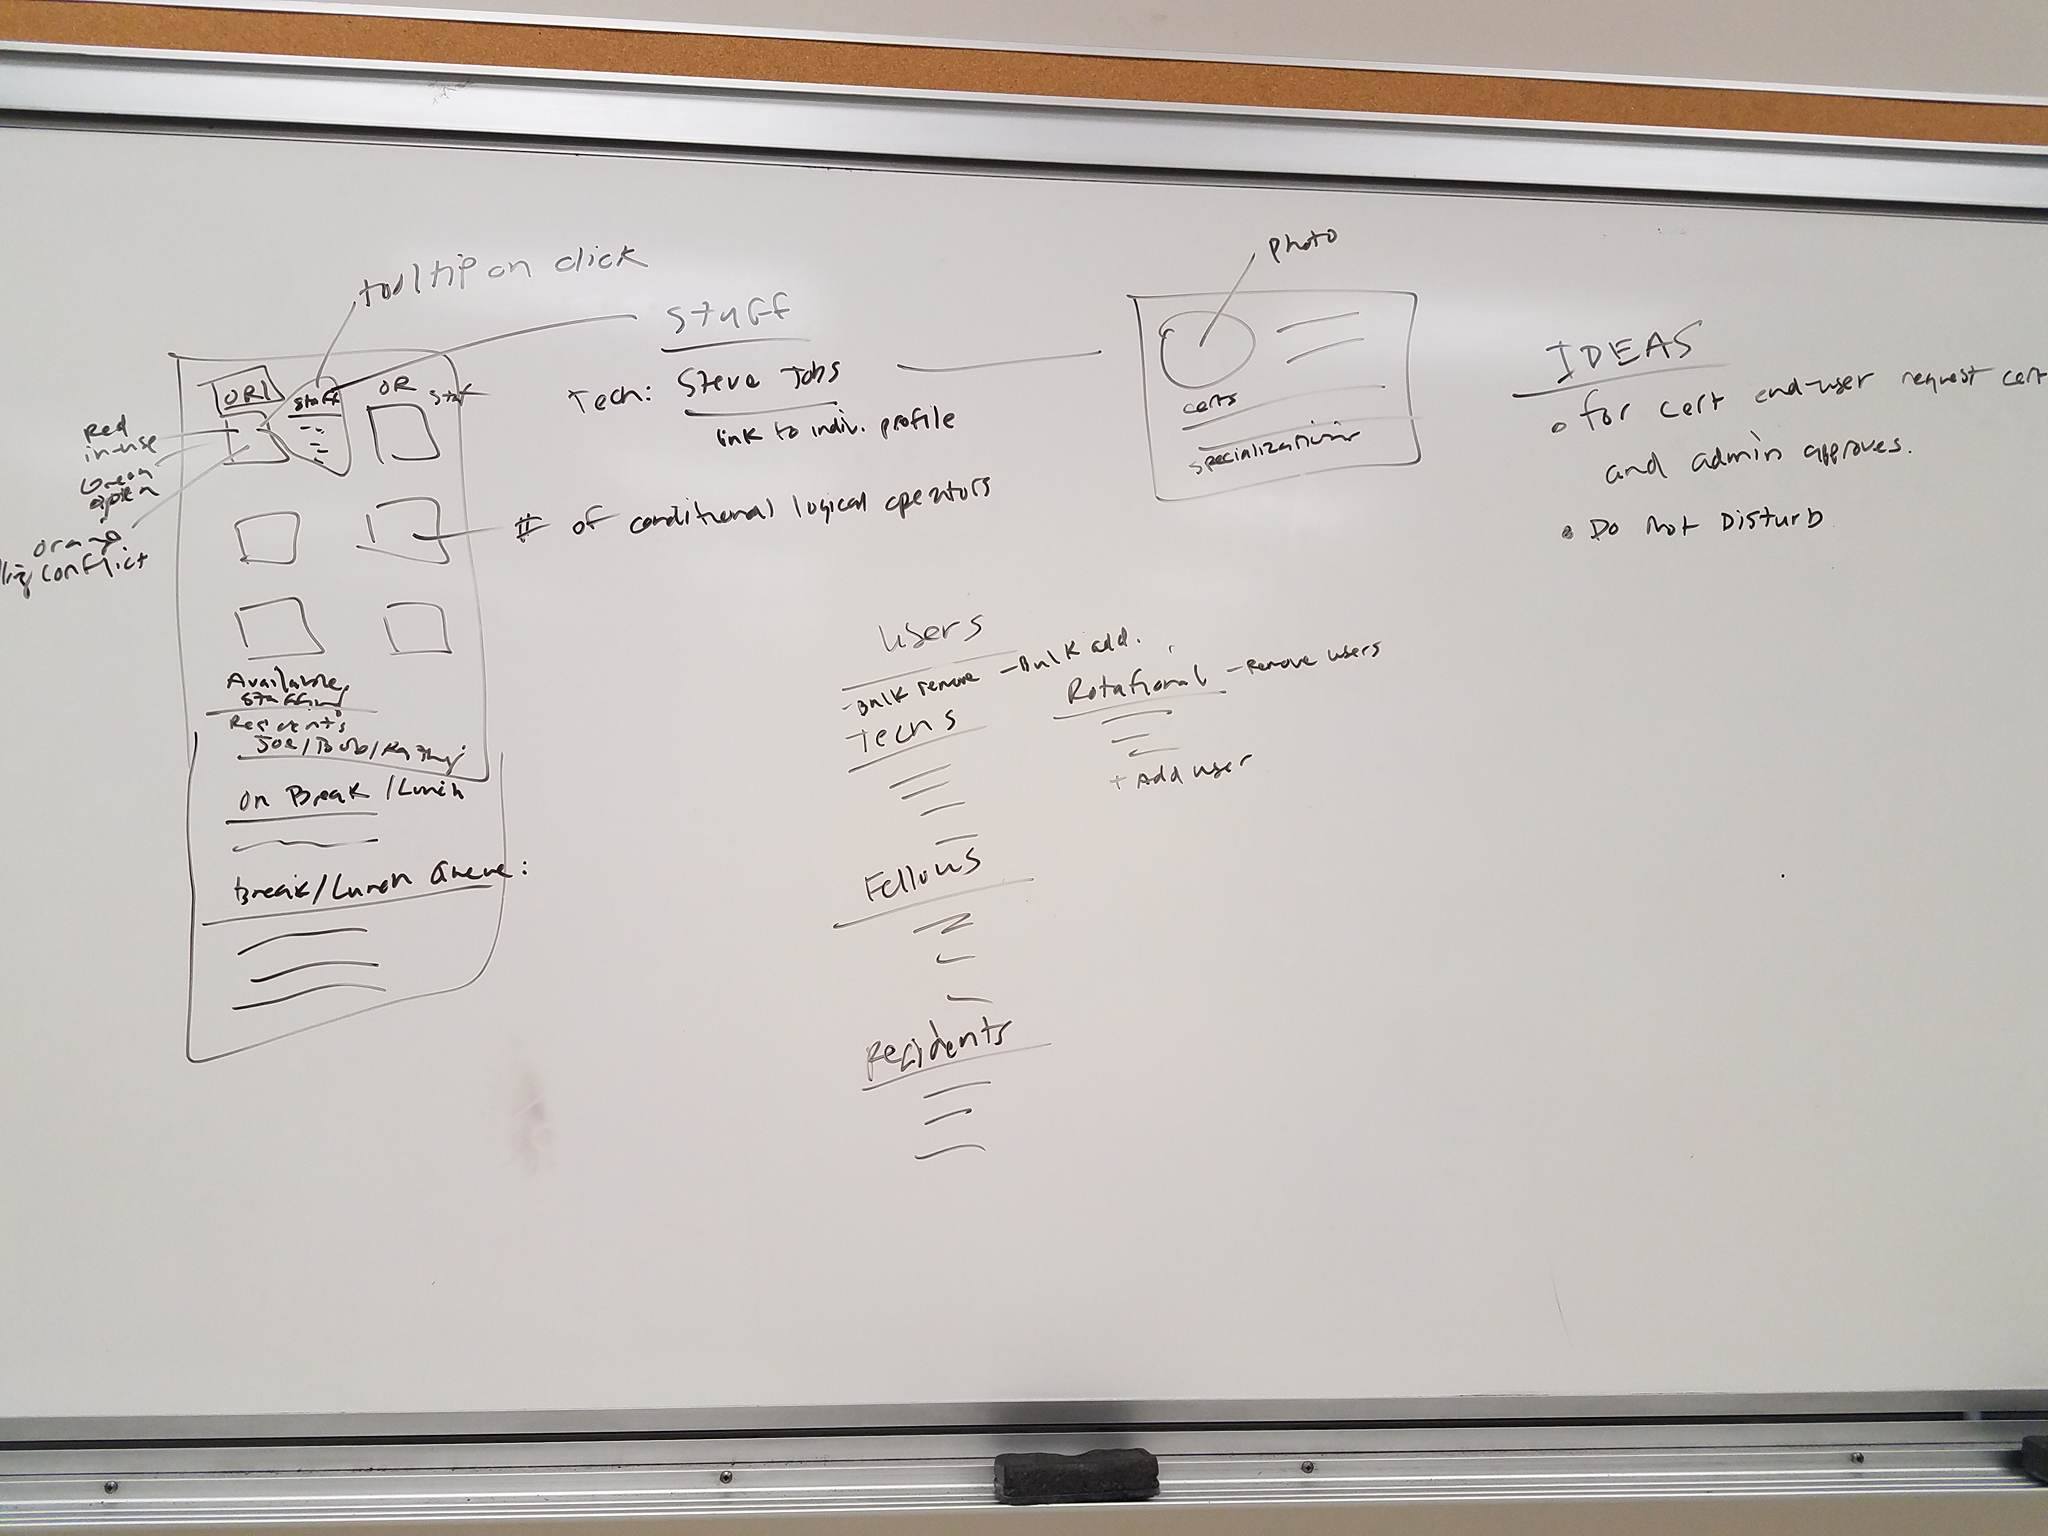 tooltip on click
OR1
Staff
OR
Red
in-use
Green
open
orange
conflict
Available
Staffing
Residents
Joe/Bob/Kathy
on Break/Lunch
Break/Lunch Queue:
Staff
Tech: Steve Jobs
link to indiv. profile
# of conditional logical operators
photo
certs
IDEAS
• for cert end-user request cert
and admin approves.
• Do Not Disturb
Users
-Bulk remove -Bulk add.
Techs
Rotational -Remove users
+ Add user
Fellows
Residents